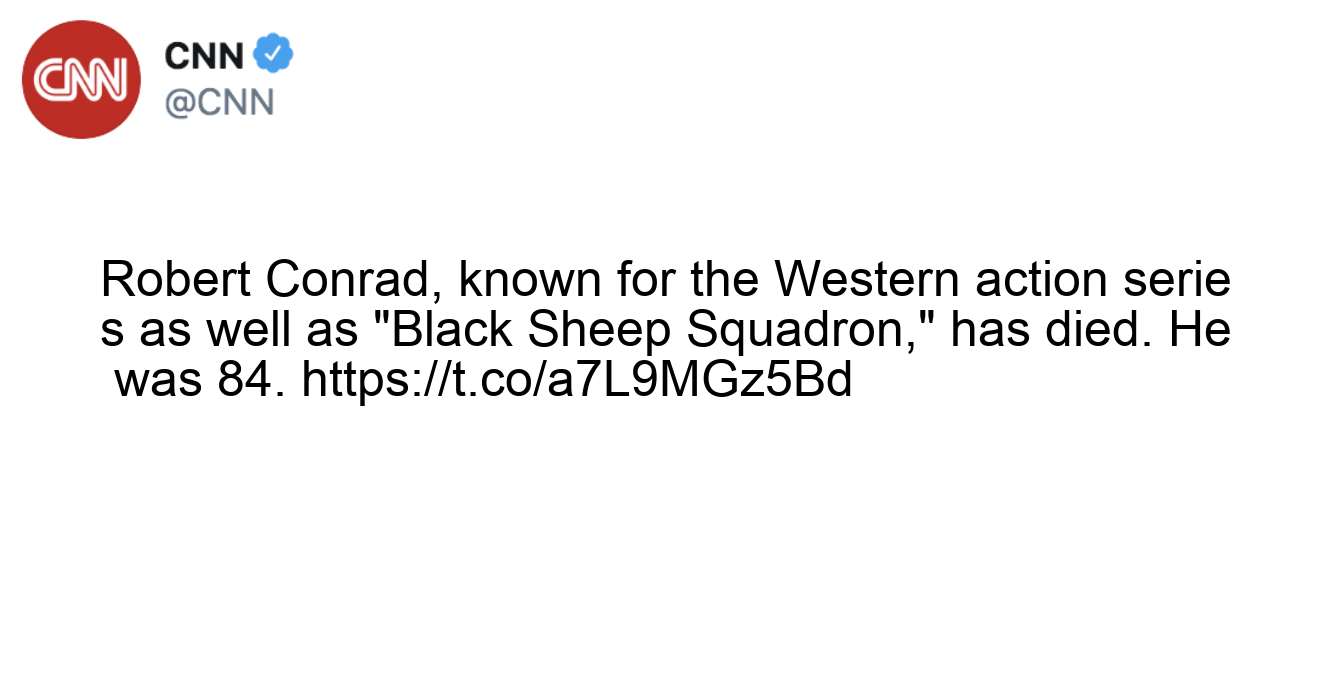 CNN
CNN
@CNN
Robert Conrad, known for the Western action serie
s as well as "Black Sheep Squadron," has died. He
was 84. https://t.co/a7L9MGz5Bd